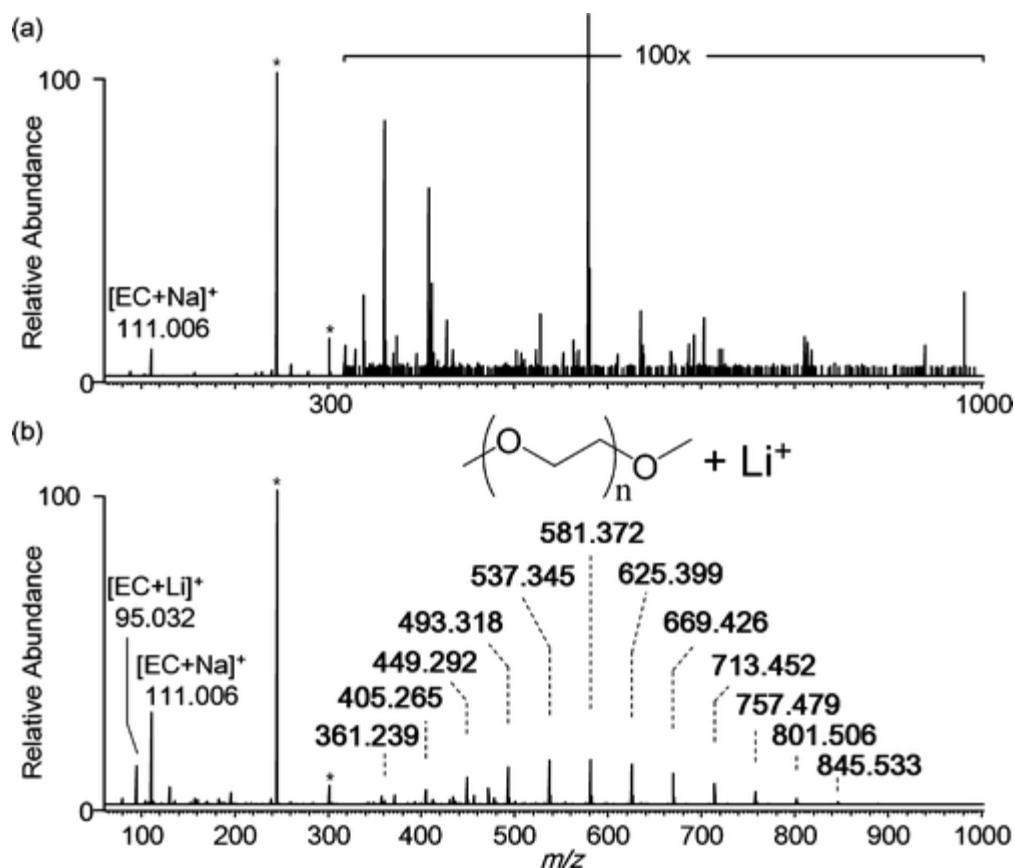 (a)
100x
*
100
Relative Abundance
[EC+Na]⁺
111.006
*
0
300
1000
(b)
O
O
n
+ Li⁺
*
100
Relative Abundance
[EC+Li]⁺
95.032
[EC+Na]⁺
111.006
581.372
537.345
625.399
493.318
669.426
449.292
713.452
405.265
757.479
361.239
801.506
845.533
*
0
100
200
300
400
500
600
700
800
900
1000
m/z